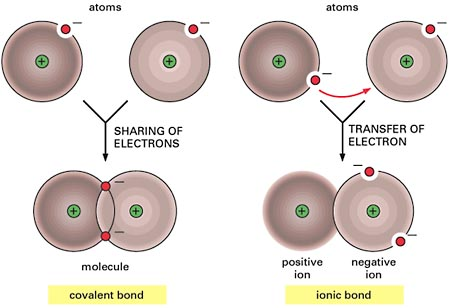 atoms
atoms
SHARING OF
ELECTRONS
TRANSFER OF
ELECTRON
molecule
positive
ion
negative
ion
covalent bond
ionic bond